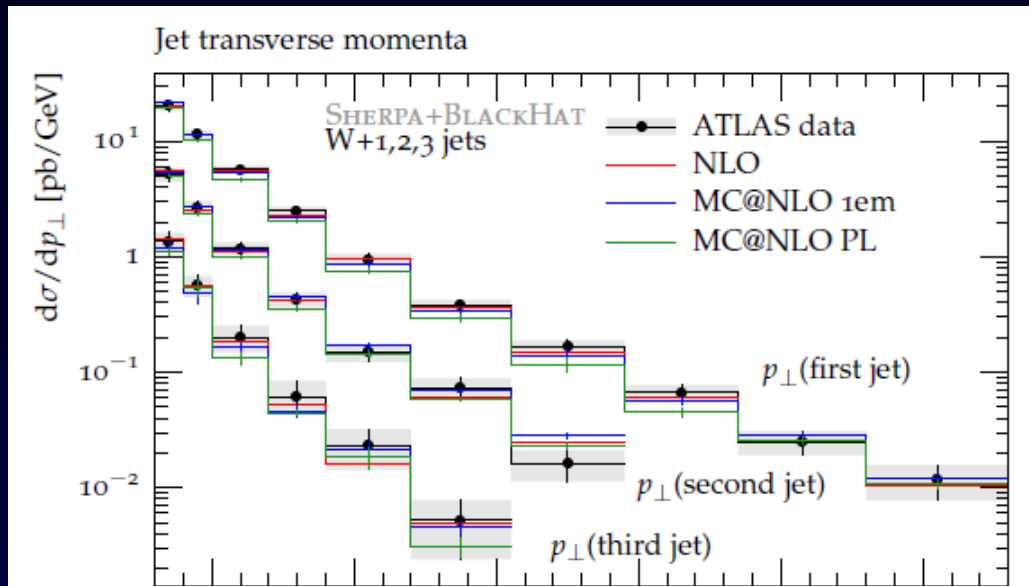 Jet transverse momenta
dσ/dp⊥ [pb/GeV]
10¹
1
10⁻¹
10⁻²
SHERPA+BLACKHAT
W+1,2,3 jets
ATLAS data
NLO
MC@NLO 1em
MC@NLO PL
p⊥(first jet)
p⊥(second jet)
p⊥(third jet)